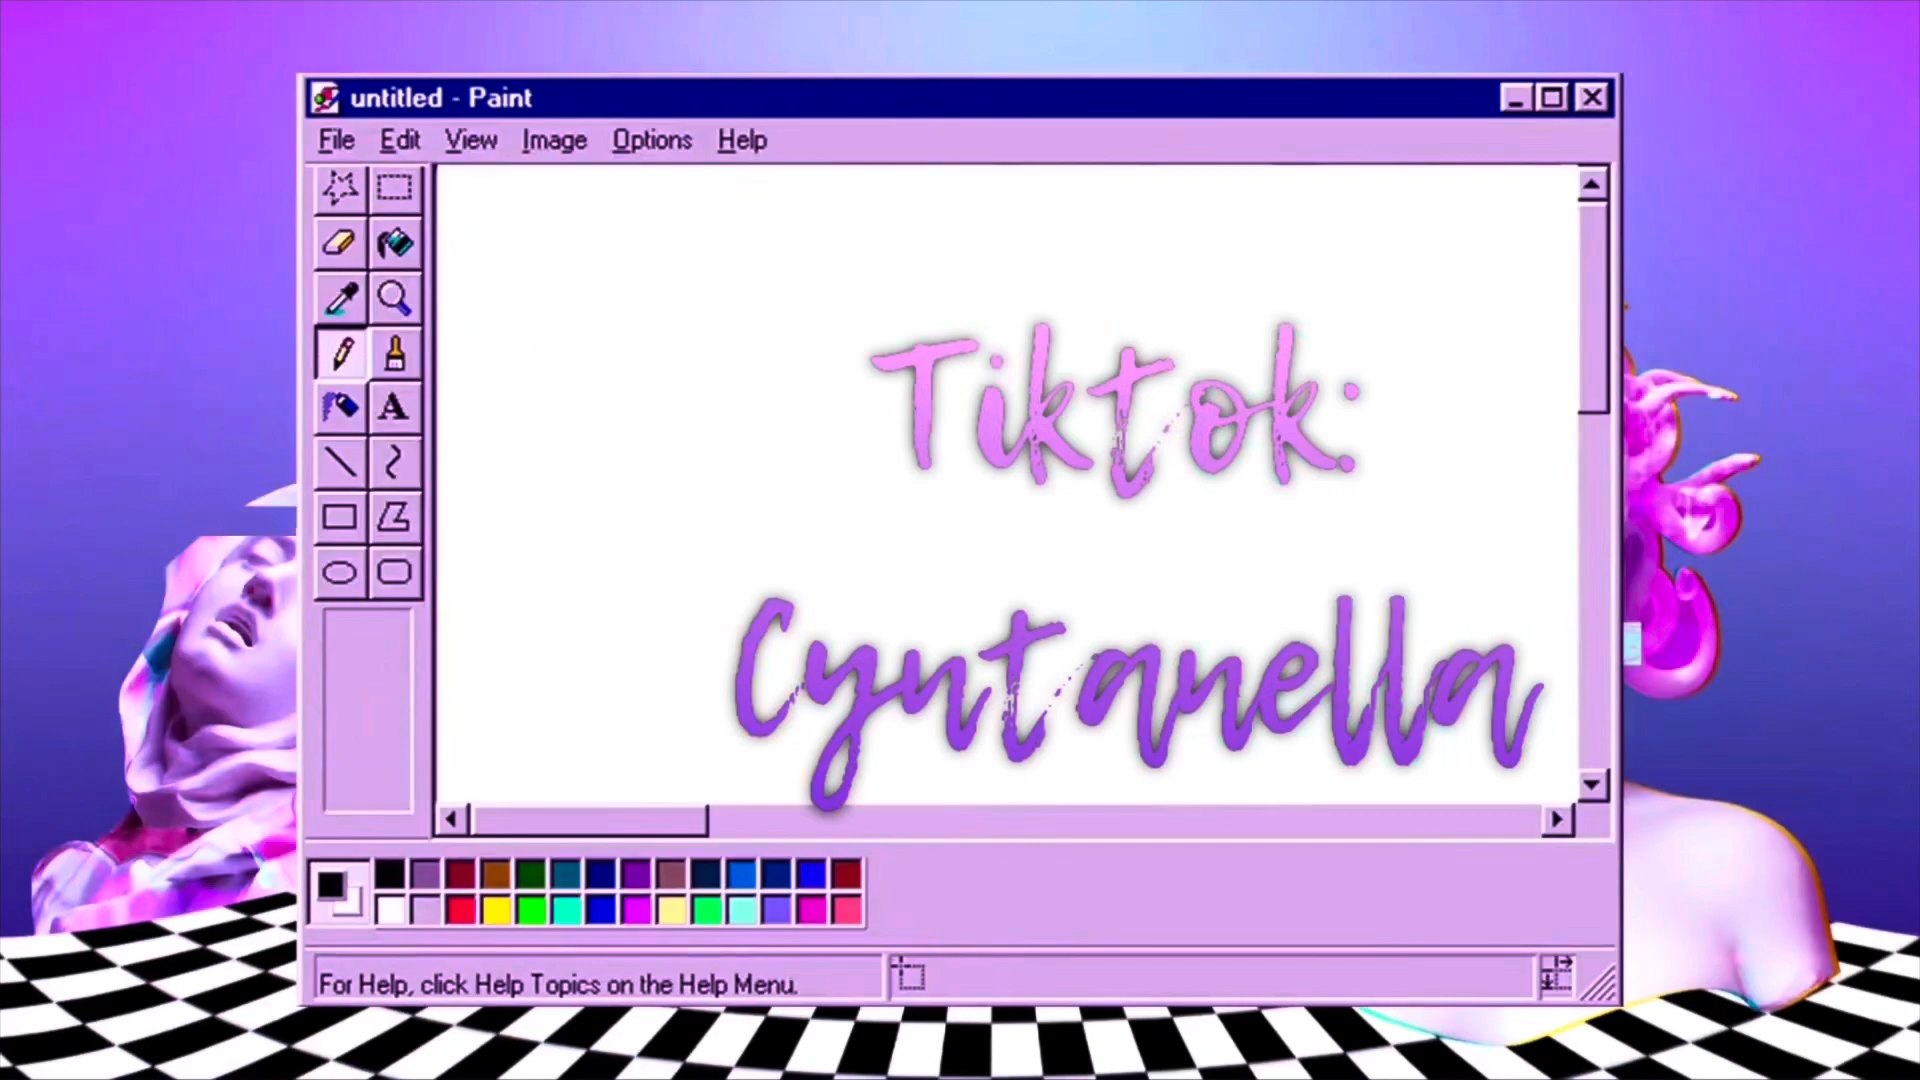 untitled - Paint
File Edit View Image Options Help
A
Tiktok:
Cyntanella
For Help, click Help Topics on the Help Menu.